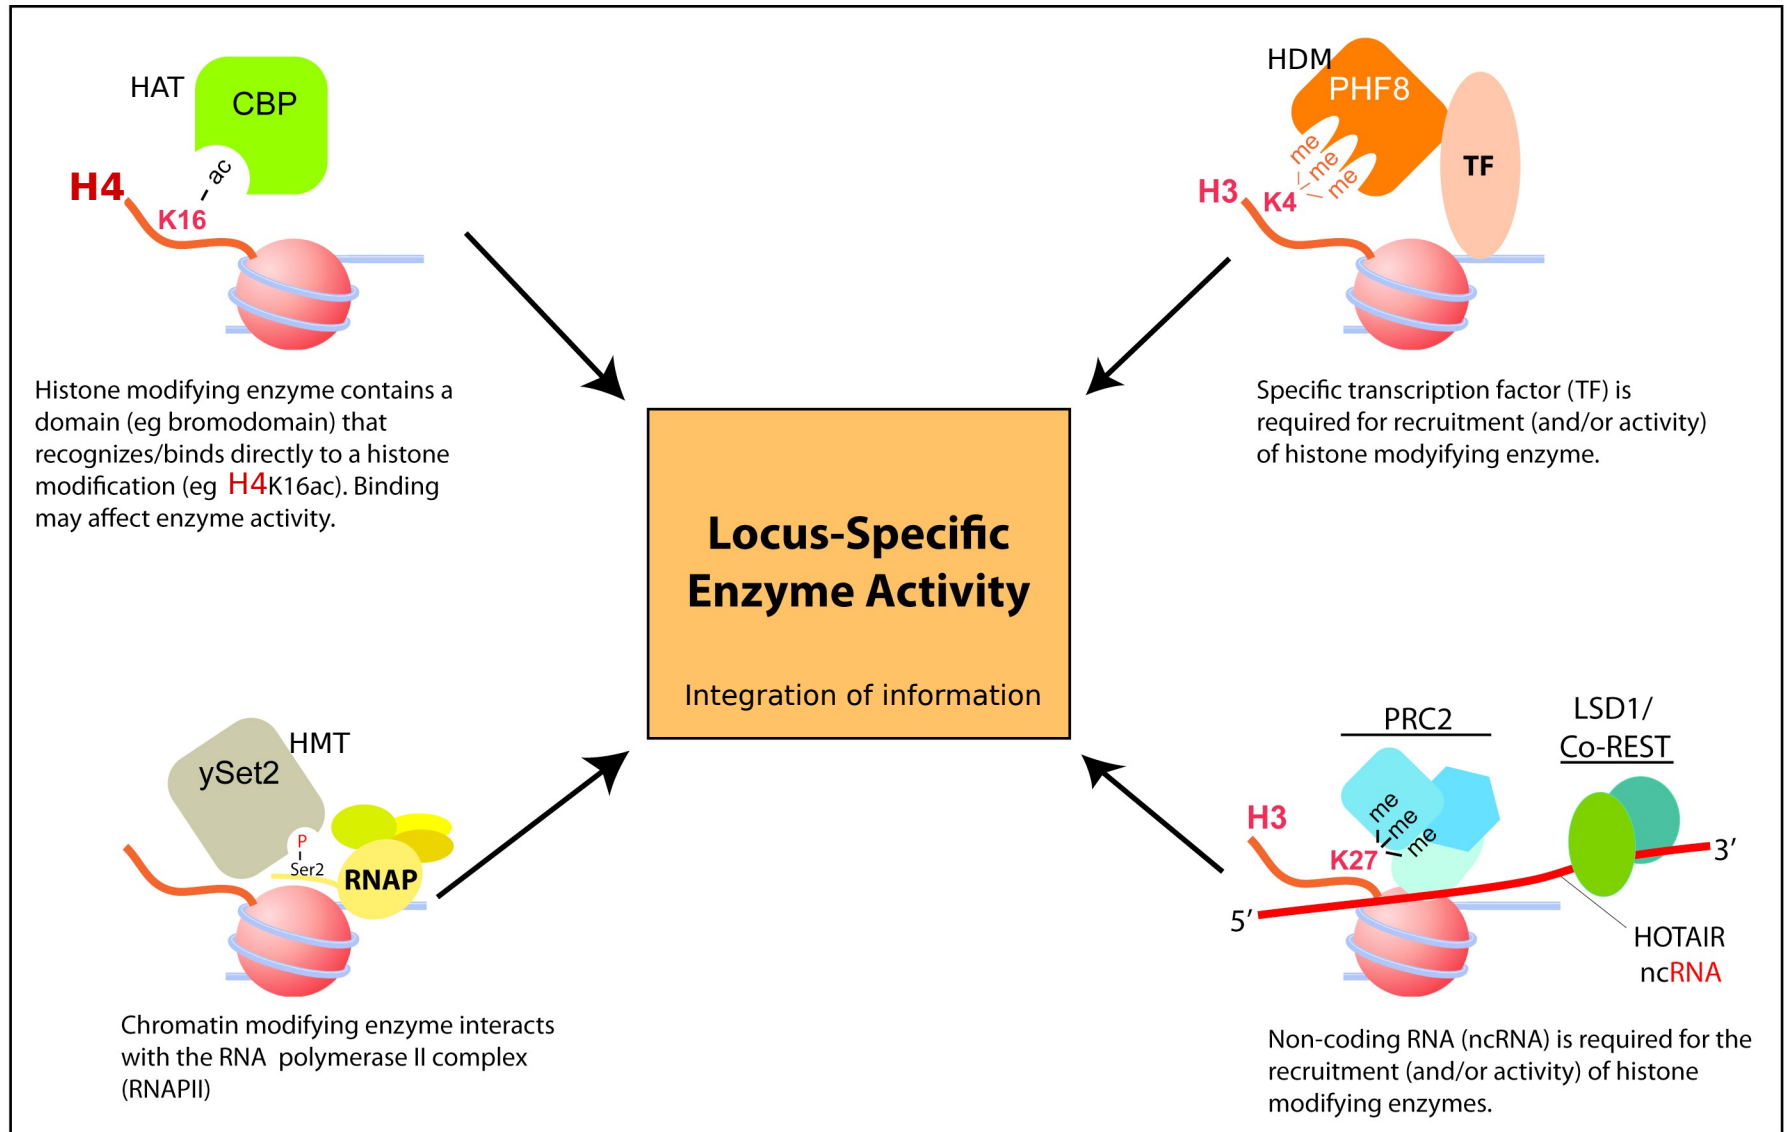 HAT
CBP
ac
H4
K16
Histone modifying enzyme contains a
domain (eg bromodomain) that
recognizes/binds directly to a histone
modification (eg H4K16ac). Binding
may affect enzyme activity.
HDM
PHF8
me
me
me
TF
H3
K4
Specific transcription factor (TF) is
required for recruitment (and/or activity)
of histone modyifying enzyme.
Locus-Specific
Enzyme Activity
Integration of information
HMT
ySet2
P
Ser2
RNAP
Chromatin modifying enzyme interacts
with the RNA polymerase II complex
(RNAPII)
PRC2
LSD1/
Co-REST
me
me
me
H3
K27
3’
5’
HOTAIR
ncRNA
Non-coding RNA (ncRNA) is required for the
recruitment (and/or activity) of histone
modifying enzymes.